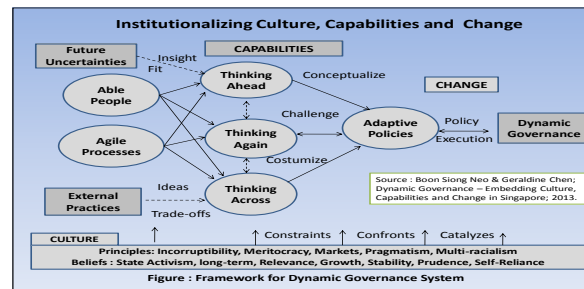 Institutionalizing Culture, Capabilities and Change
Future
Uncertainties
Insight
Fit
CAPABILITIES
Thinking
Ahead
Conceptualize
CHANGE
Able
People
Challenge
Thinking
Again
Adaptive
Policies
Policy
Execution
Dynamic
Governance
Agile
Processes
Costumize
External
Practices
Ideas
Trade-offs
Thinking
Across
Source : Boon Siong Neo & Geraldine Chen;
Dynamic Governance – Embedding Culture,
Capabilities and Change in Singapore; 2013.
CULTURE
Constraints
Confronts
Catalyzes
Principles: Incorruptibility, Meritocracy, Markets, Pragmatism, Multi-racialism
Beliefs : State Activism, long-term, Relevance, Growth, Stability, Prudence, Self-Reliance
Figure : Framework for Dynamic Governance System